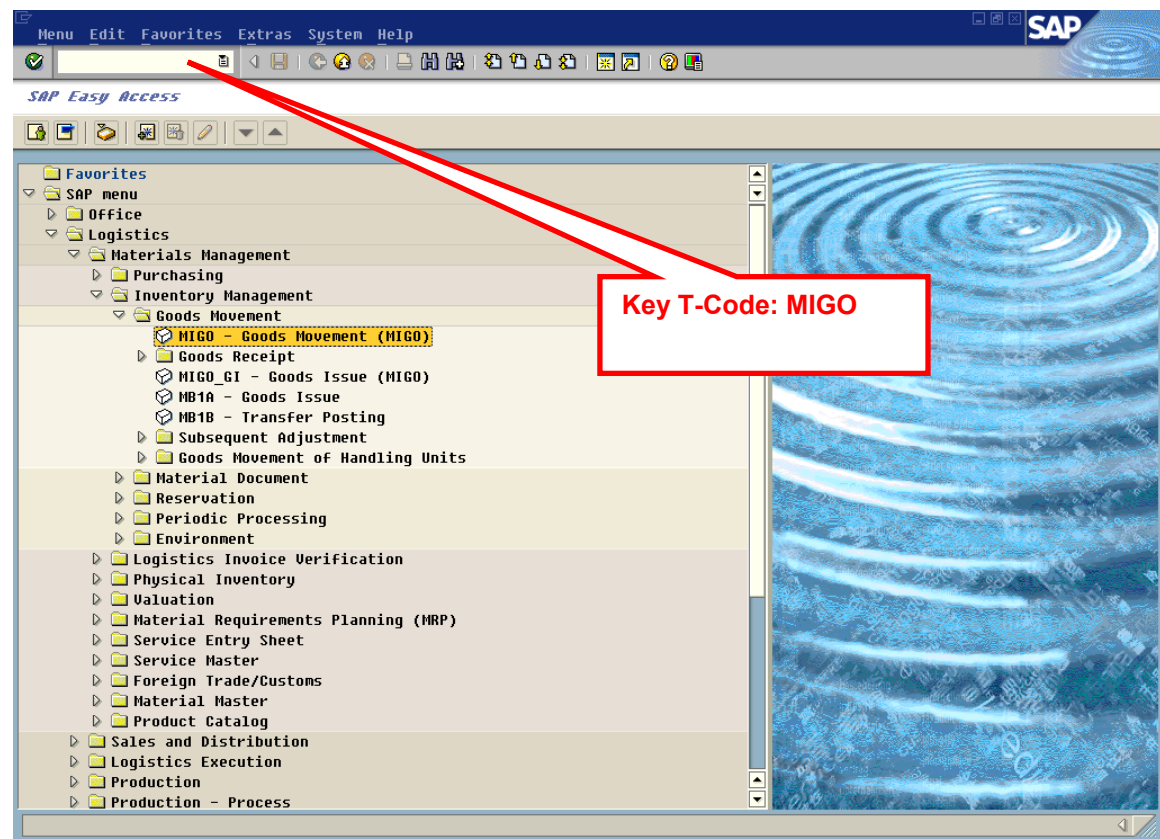 Menu Edit Favorites Extras System Help
SAP
SAP Easy Access
Favorites
SAP menu
Office
Logistics
Materials Management
Purchasing
Inventory Management
Goods Movement
Key T-Code: MIGO
MIGO - Goods Movement (MIGO)
Goods Receipt
MIGO_GI - Goods Issue (MIGO)
MB1A - Goods Issue
MB1B - Transfer Posting
Subsequent Adjustment
Goods Movement of Handling Units
Material Document
Reservation
Periodic Processing
Environment
Logistics Invoice Verification
Physical Inventory
Valuation
Material Requirements Planning (MRP)
Service Entry Sheet
Service Master
Foreign Trade/Customs
Material Master
Product Catalog
Sales and Distribution
Logistics Execution
Production
Production - Process